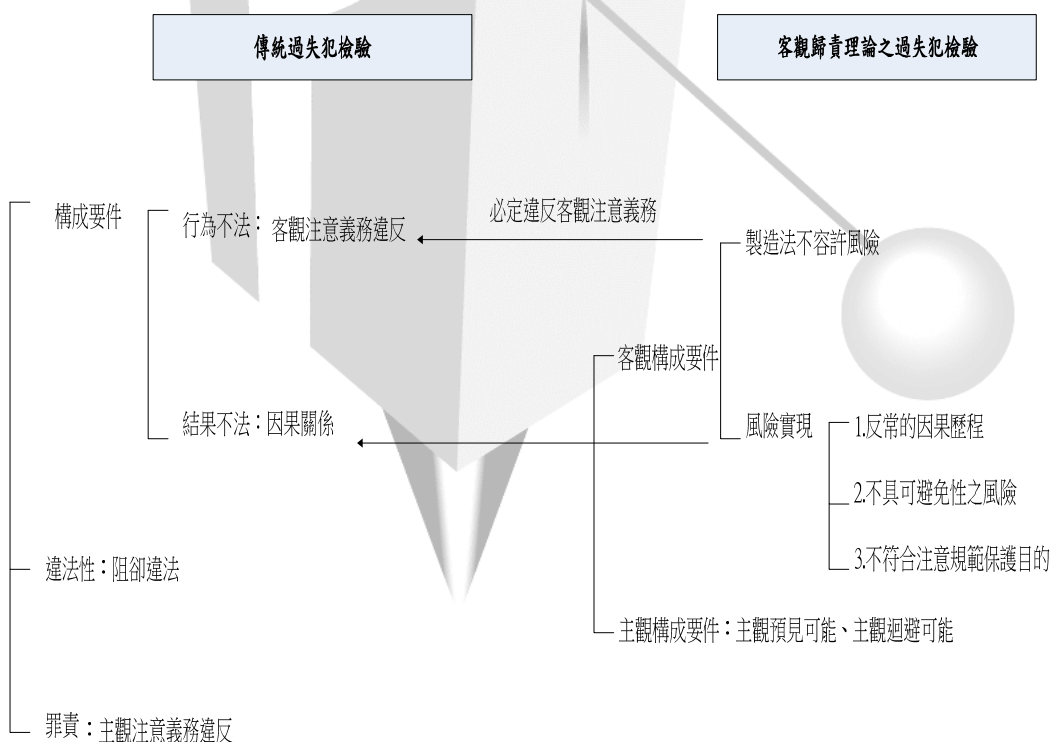 傳統過失犯檢驗
客觀歸責理論之過失犯檢驗
構成要件
行為不法：客觀注意義務違反
必定違反客觀注意義務
製造法不容許風險
客觀構成要件
結果不法：因果關係
風險實現
1.反常的因果歷程
2.不具可避免性之風險
3.不符合注意規範保護目的
違法性：阻卻違法
主觀構成要件：主觀預見可能、主觀迴避可能
罪責：主觀注意義務違反